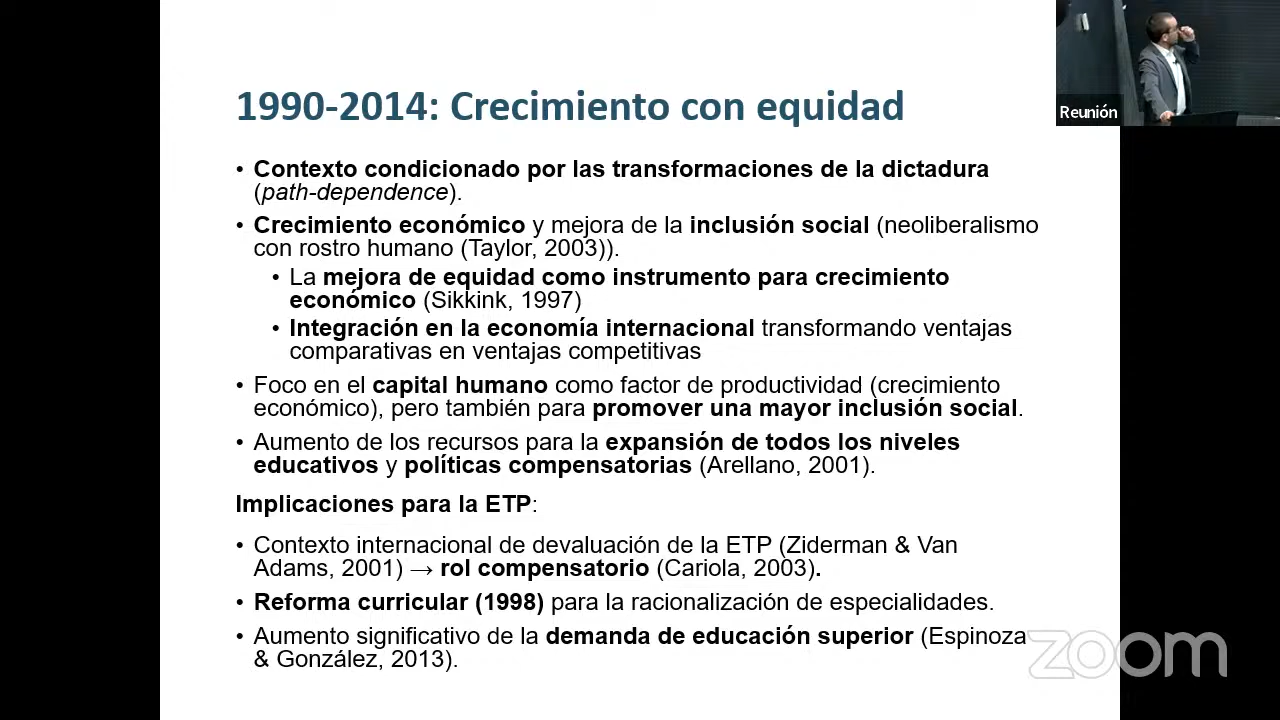 1990-2014: Crecimiento con equidad
• Contexto condicionado por las transformaciones de la dictadura
(path-dependence).
• Crecimiento económico y mejora de la inclusión social (neoliberalismo
con rostro humano (Taylor, 2003)).
• La mejora de equidad como instrumento para crecimiento
económico (Sikkink, 1997)
• Integración en la economía internacional transformando ventajas
comparativas en ventajas competitivas
• Foco en el capital humano como factor de productividad (crecimiento
económico), pero también para promover una mayor inclusión social.
• Aumento de los recursos para la expansión de todos los niveles
educativos y políticas compensatorias (Arellano, 2001).
Implicaciones para la ETP:
• Contexto internacional de devaluación de la ETP (Ziderman & Van
Adams, 2001) → rol compensatorio (Cariola, 2003).
• Reforma curricular (1998) para la racionalización de especialidades.
• Aumento significativo de la demanda de educación superior (Espinoza
& González, 2013).
Reunión
zoom